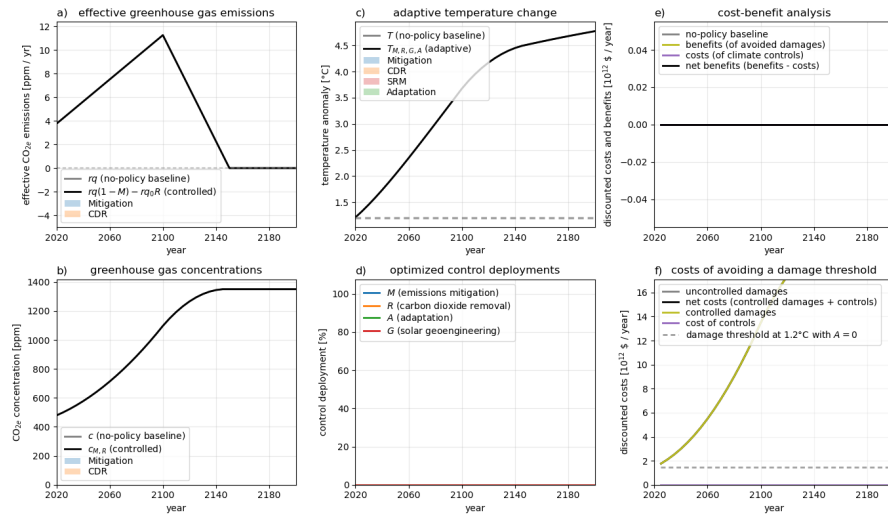 a) effective greenhouse gas emissions
12
10
8
6
4
2
0
−2
−4
effective CO2e emissions [ppm / yr]
rq (no-policy baseline)
rq(1 − M) − rq0R (controlled)
Mitigation
CDR
2020 2060 2100 2140 2180
year
c) adaptive temperature change
4.5
4.0
3.5
3.0
2.5
2.0
1.5
temperature anomaly [°C]
T (no-policy baseline)
TM, R, G, A (adaptive)
Mitigation
CDR
SRM
Adaptation
2020 2060 2100 2140 2180
year
e) cost-benefit analysis
0.04
0.02
0.00
−0.02
−0.04
discounted costs and benefits [10^12 $ / year]
no-policy baseline
benefits (of avoided damages)
costs (of climate controls)
net benefits (benefits - costs)
2020 2060 2100 2140 2180
year
b) greenhouse gas concentrations
1400
1200
1000
800
600
400
200
0
CO2e concentration [ppm]
c (no-policy baseline)
cM, R (controlled)
Mitigation
CDR
2020 2060 2100 2140 2180
year
d) optimized control deployments
100
80
60
40
20
0
control deployment [%]
M (emissions mitigation)
R (carbon dioxide removal)
A (adaptation)
G (solar geoengineering)
2020 2060 2100 2140 2180
year
f) costs of avoiding a damage threshold
16
14
12
10
8
6
4
2
0
discounted costs [10^12 $ / year]
uncontrolled damages
net costs (controlled damages + controls)
controlled damages
cost of controls
damage threshold at 1.2°C with A = 0
2020 2060 2100 2140 2180
year